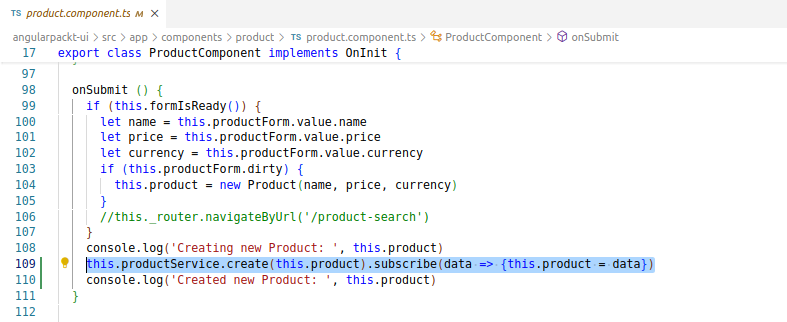 TS product.component.ts M ×
angularpackt-ui › src › app › components › product › TS product.component.ts › ProductComponent › onSubmit
17 export class ProductComponent implements OnInit {
97
98 onSubmit () {
99 if (this.formIsReady()) {
100 let name = this.productForm.value.name
101 let price = this.productForm.value.price
102 let currency = this.productForm.value.currency
103 if (this.productForm.dirty) {
104 this.product = new Product(name, price, currency)
105 }
106 //this._router.navigateByUrl('/product-search')
107 }
108 console.log('Creating new Product: ', this.product)
109 this.productService.create(this.product).subscribe(data => {this.product = data})
110 console.log('Created new Product: ', this.product)
111 }
112